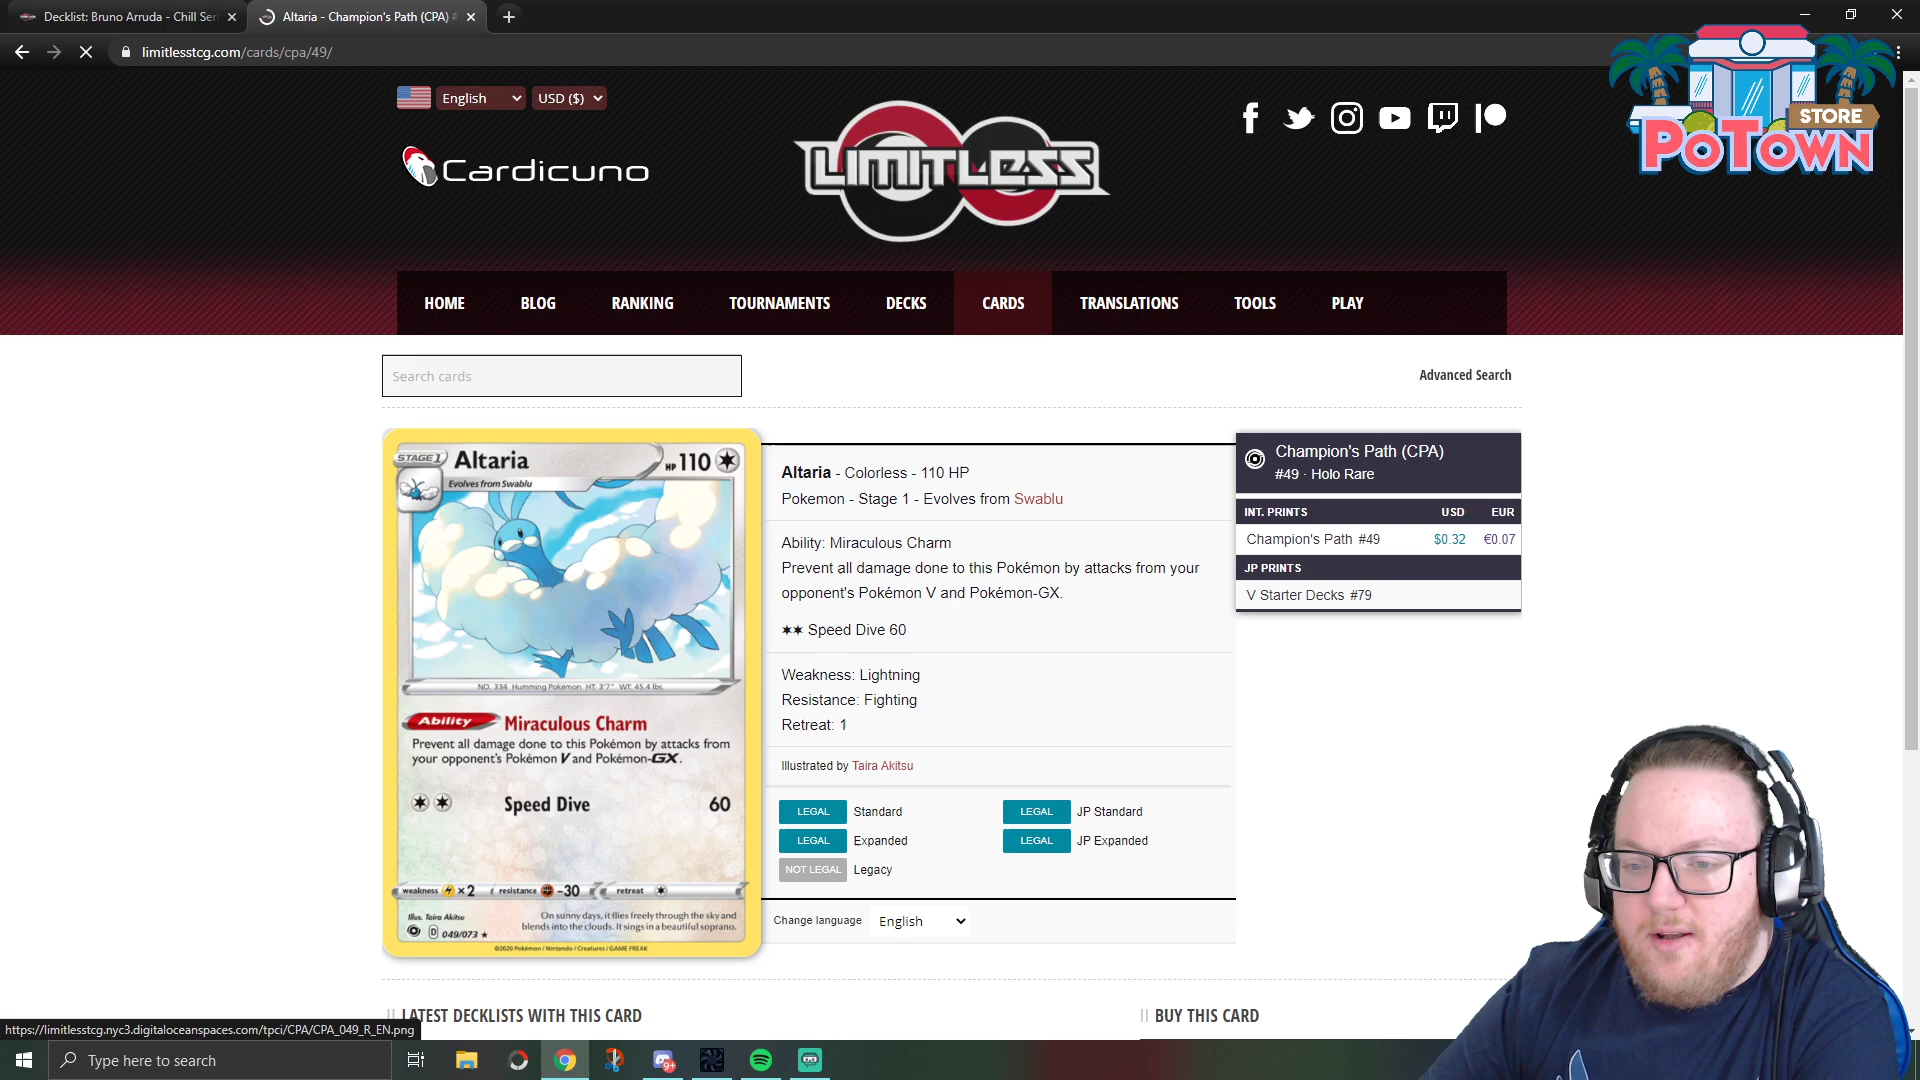 Decklist: Bruno Arruda - Chill Ser
Altaria - Champion's Path (CPA)
limitlesstcg.com/cards/cpa/49/
STORE
PoTown
English
USD ($)
Cardicuno
LIMITLESS
HOME
BLOG
RANKING
TOURNAMENTS
DECKS
CARDS
TRANSLATIONS
TOOLS
PLAY
Search cards
Advanced Search
STAGE 1
Altaria
HP 110
Evolves from Swablu
NO. 334 Humming Pokémon HT: 3'7" WT: 45.4 lbs.
Ability Miraculous Charm
Prevent all damage done to this Pokémon by attacks from
your opponent's Pokémon V and Pokémon-GX.
Speed Dive 60
weakness ×2 resistance -30 retreat
Illus. Taira Akitsu
On sunny days, it flies freely through the sky and
blends into the clouds. It sings in a beautiful soprano.
D 049/073 ★
©2020 Pokémon / Nintendo / Creatures / GAME FREAK
Altaria - Colorless - 110 HP
Pokemon - Stage 1 - Evolves from Swablu
Ability: Miraculous Charm
Prevent all damage done to this Pokémon by attacks from your
opponent's Pokémon V and Pokémon-GX.
✶✶ Speed Dive 60
Weakness: Lightning
Resistance: Fighting
Retreat: 1
Illustrated by Taira Akitsu
LEGAL Standard
LEGAL JP Standard
LEGAL Expanded
LEGAL JP Expanded
NOT LEGAL Legacy
Change language English
Champion's Path (CPA)
#49 · Holo Rare
INT. PRINTS USD EUR
Champion's Path #49 $0.32 €0.07
JP PRINTS
V Starter Decks #79
LATEST DECKLISTS WITH THIS CARD
BUY THIS CARD
https://limitlesstcg.nyc3.digitaloceanspaces.com/tpci/CPA/CPA_049_R_EN.png
Type here to search
9+